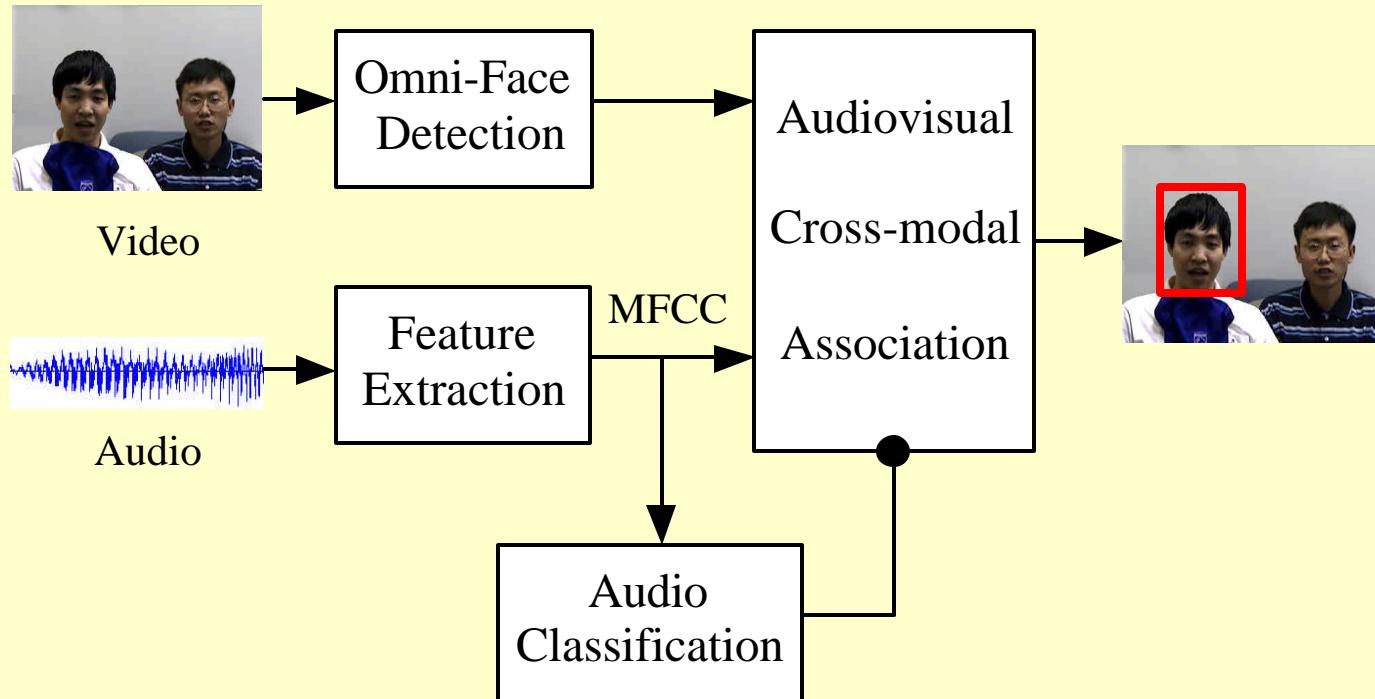 Omni-Face
Detection
Video
Audiovisual
Cross-modal
Association
Feature
Extraction
MFCC
Audio
Audio
Classification